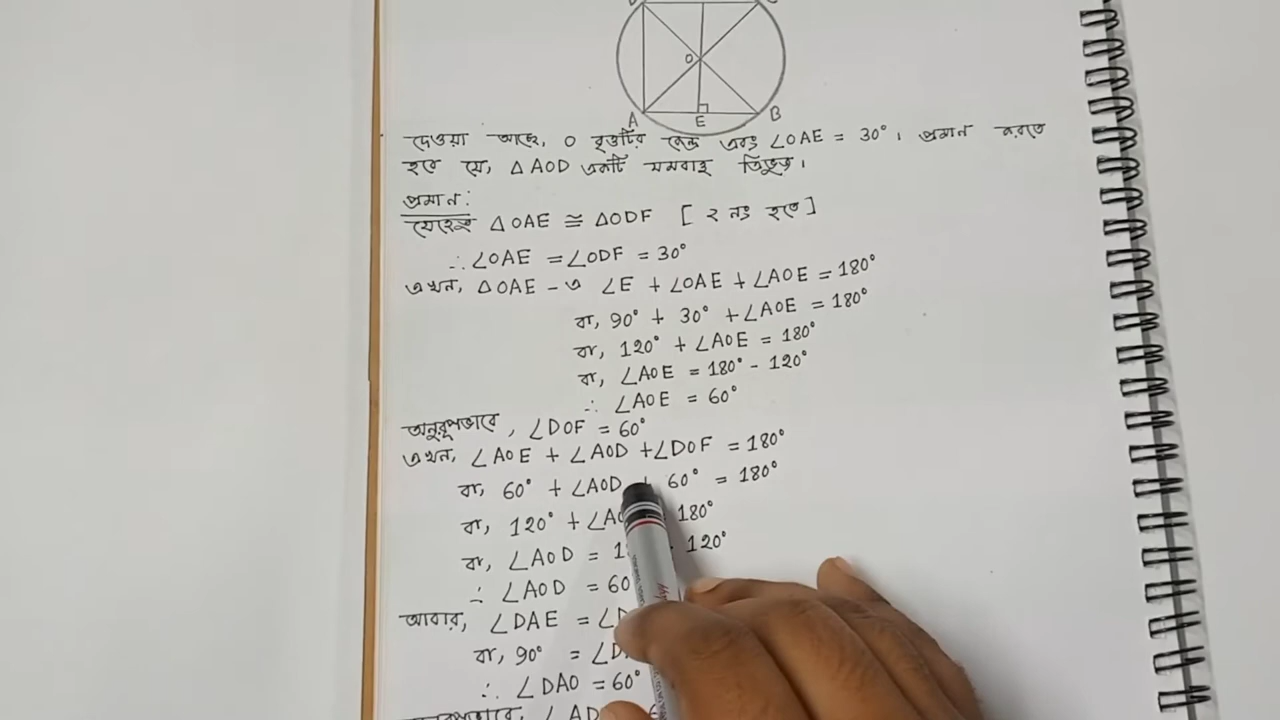 O
A
E
B
দেওয়া আছে, O বৃত্তটির কেন্দ্র এবং ∠OAE = 30°। প্রমাণ করতে
হবে যে, △AOD একটি সমবাহু ত্রিভুজ।
প্রমাণ:
যেহেতু △OAE ≅ △ODF [২ নং হতে]
∴ ∠OAE = ∠ODF = 30°
এখন, △OAE-এ ∠E + ∠OAE + ∠AOE = 180°
বা, 90° + 30° + ∠AOE = 180°
বা, 120° + ∠AOE = 180°
বা, ∠AOE = 180° - 120°
∴ ∠AOE = 60°
অনুরূপভাবে, ∠DOF = 60°
এখন, ∠AOE + ∠AOD + ∠DOF = 180°
বা, 60° + ∠AOD + 60° = 180°
বা, 120° + 180°
বা, ∠AOD = 120°
∴ ∠AOD = 60
আবার, ∠DAE =
বা, 90° =
∴ ∠DAO = 60°